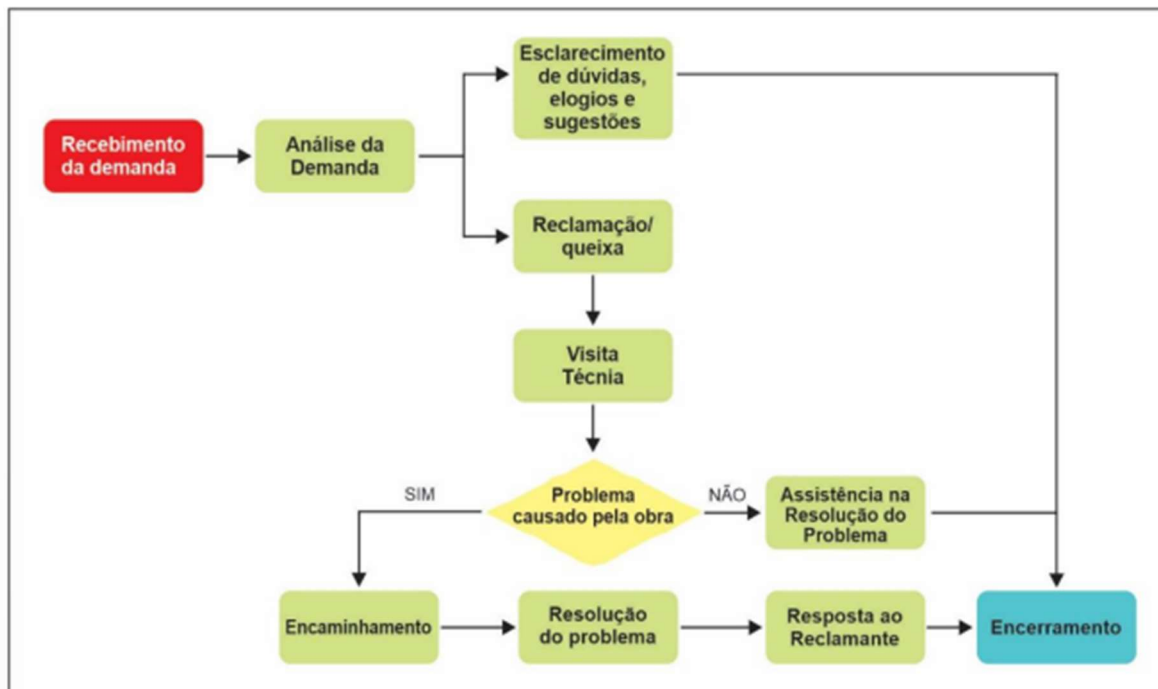 Esclarecimento
de dúvidas,
elogios e
sugestões
Recebimento
da demanda
Análise da
Demanda
Reclamação/
queixa
Visita
Técnia
SIM
Problema
causado pela obra
NÃO
Assistência na
Resolução do
Problema
Encaminhamento
Resolução
do problema
Resposta ao
Reclamante
Encerramento